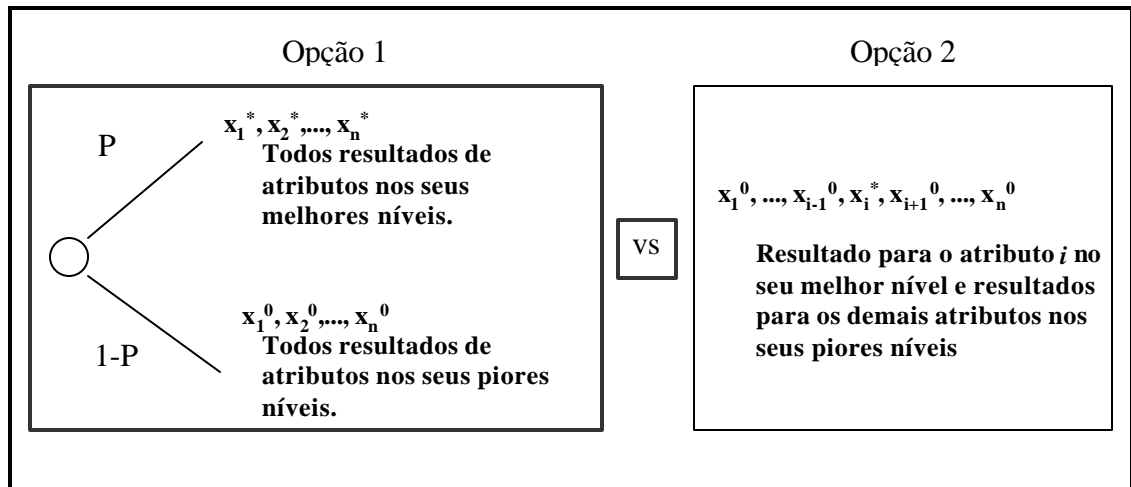 Opção 1
P
x₁*, x₂*,..., xₙ*
Todos resultados de
atributos nos seus
melhores níveis.
x₁⁰, x₂⁰,..., xₙ⁰
1-P
Todos resultados de
atributos nos seus piores
níveis.
vs
Opção 2
x₁⁰, ..., xᵢ₋₁⁰, xᵢ*, xᵢ₊₁⁰, ..., xₙ⁰
Resultado para o atributo i no
seu melhor nível e resultados
para os demais atributos nos
seus piores níveis